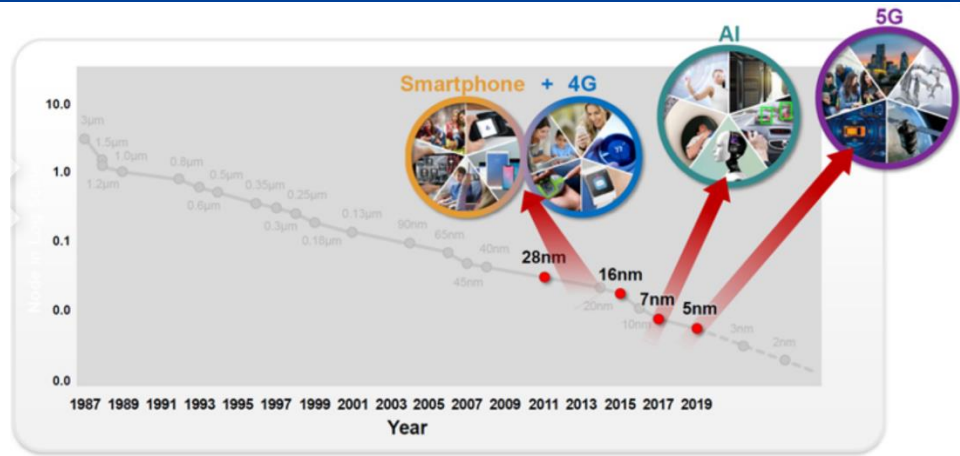 5G
AI
Smartphone + 4G
10.0
1.0
0.1
0.0
0.0
3µm
1.5µm
1.2µm
1.0µm
0.8µm
0.6µm
0.5µm
0.35µm
0.3µm
0.25µm
0.18µm
0.13µm
90nm
65nm
45nm
40nm
28nm
20nm
16nm
10nm
7nm
5nm
3nm
2nm
1987 1989 1991 1993 1995 1997 1999 2001 2003 2005 2007 2009 2011 2013 2015 2017 2019
Year